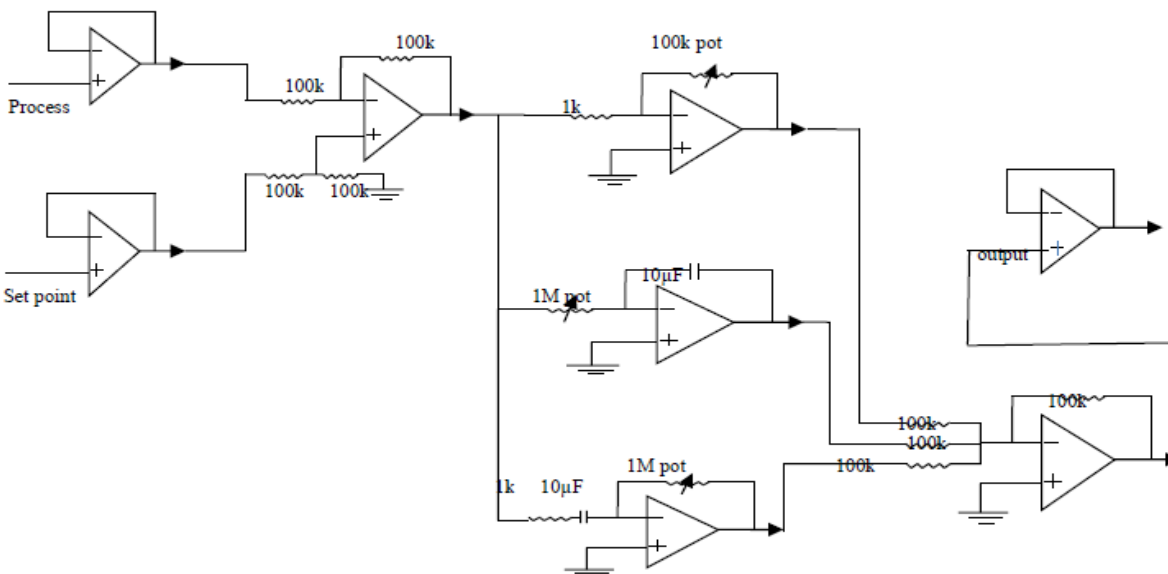 100k
100k pot
100k
Process
1k
100k
100k
output
Set point
10µF
1M pot
100k
100k
100k
100k
1M pot
1k
10µF